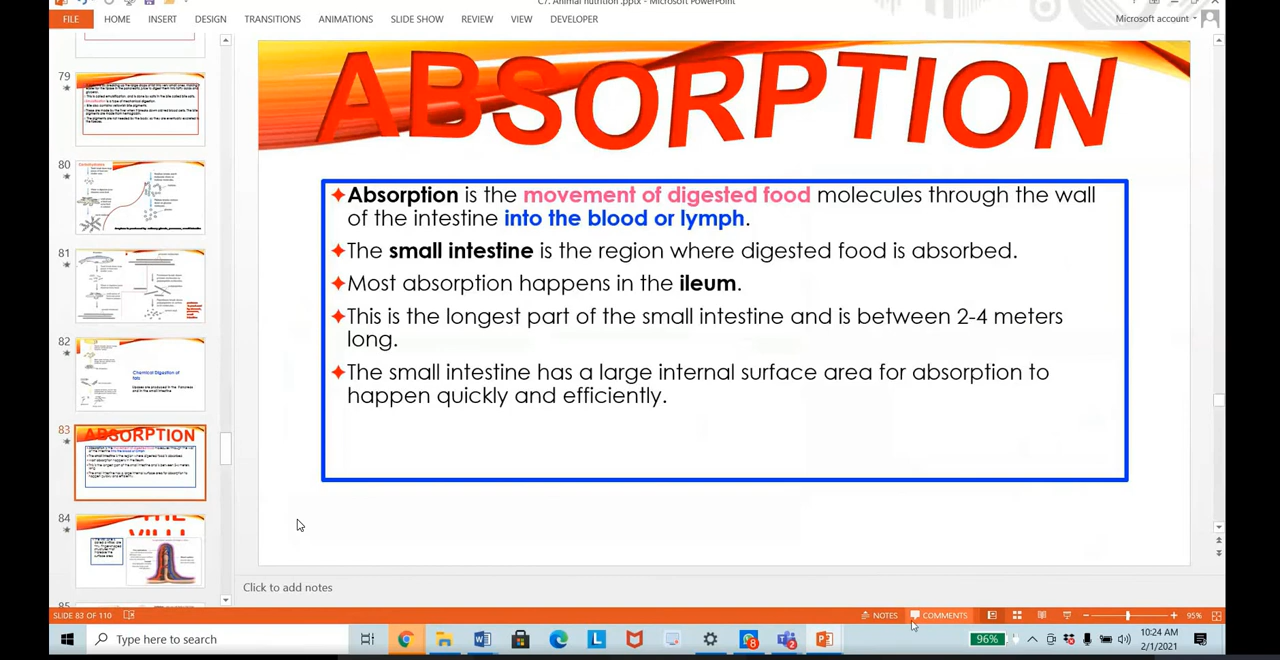 C7. Animal nutrition .pptx - Microsoft PowerPoint
FILE HOME INSERT DESIGN TRANSITIONS ANIMATIONS SLIDE SHOW REVIEW VIEW DEVELOPER Microsoft account
ABSORPTION
Absorption is the movement of digested food molecules through the wall
of the intestine into the blood or lymph.
The small intestine is the region where digested food is absorbed.
Most absorption happens in the ileum.
This is the longest part of the small intestine and is between 2-4 meters
long.
The small intestine has a large internal surface area for absorption to
happen quickly and efficiently.
79
80
81
82
Chemical Digestion of
fats
83
ABSORPTION
84
Click to add notes
SLIDE 83 OF 110 NOTES COMMENTS 95%
Type here to search
96%
10:24 AM
2/1/2021